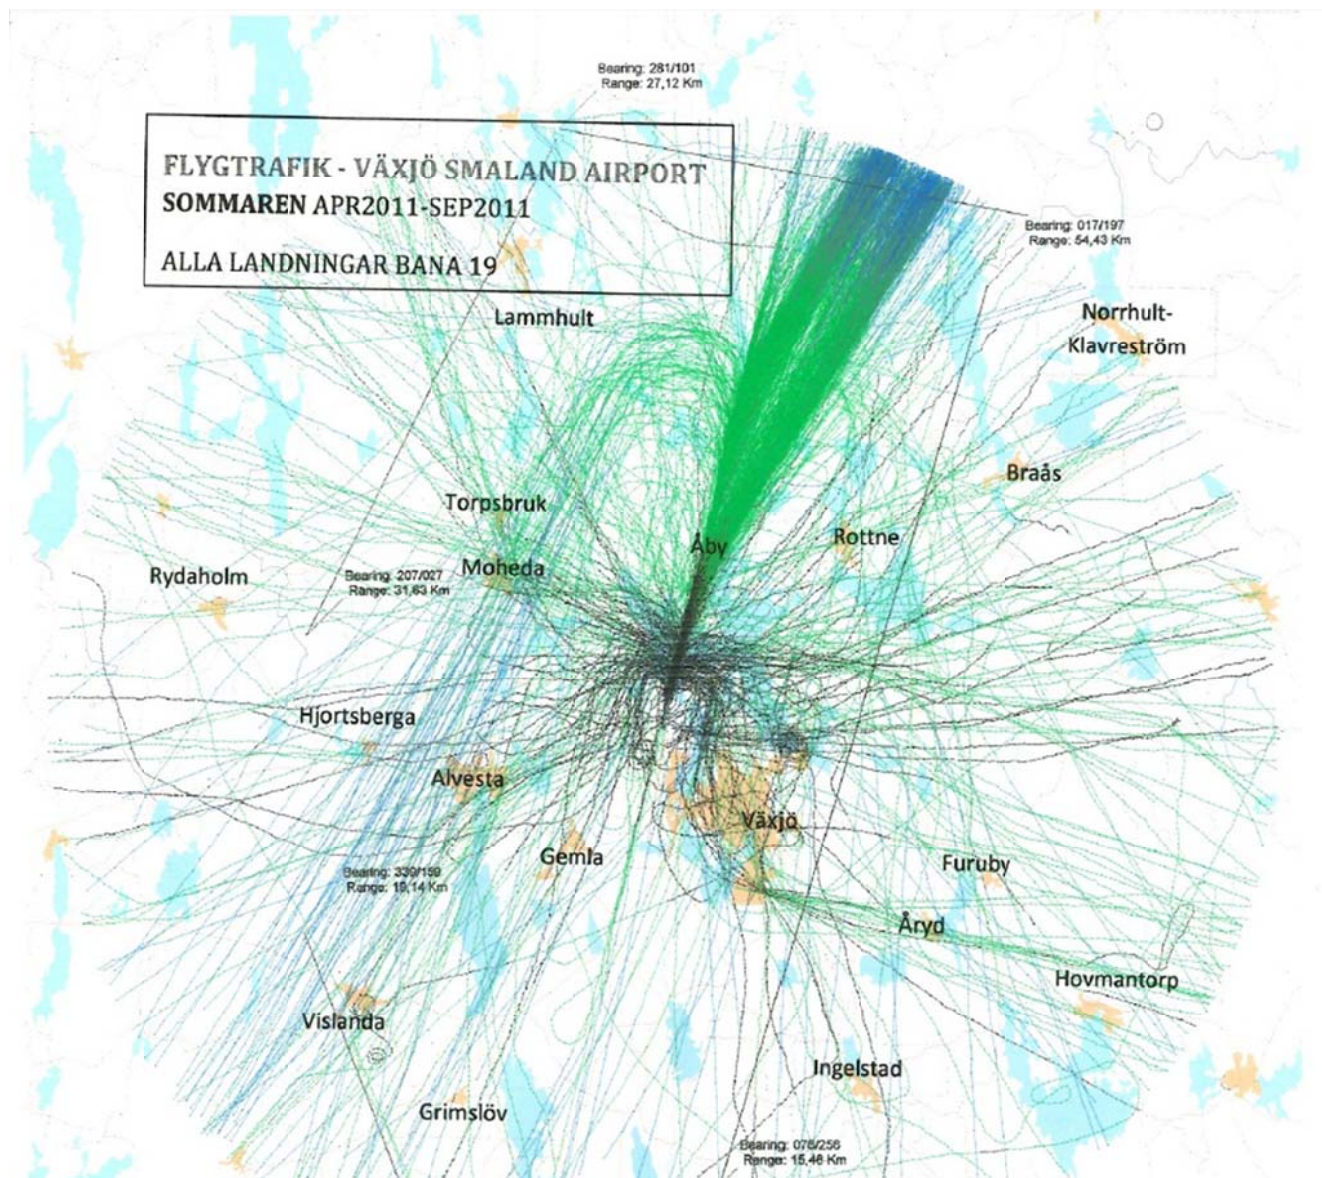 Bearing: 281/101
Range: 27,12 Km
FLYGTRAFIK - VÄXJÖ SMALAND AIRPORT
SOMMAREN APR2011-SEP2011
ALLA LANDNINGAR BANA 19
Bearing: 017/197
Range: 54,43 Km
Lammhult
Norrhult-
Klavreström
Braås
Torpsbruk
Åby
Rottne
Moheda
Rydaholm
Bearing: 207/027
Range: 31,63 Km
Hjortsberga
Alvesta
Växjö
Gemla
Furuby
Bearing: 339/159
Range: 19,14 Km
Åryd
Hovmantorp
Vislanda
Ingelstad
Grimslöv
Bearing: 076/256
Range: 15,46 Km